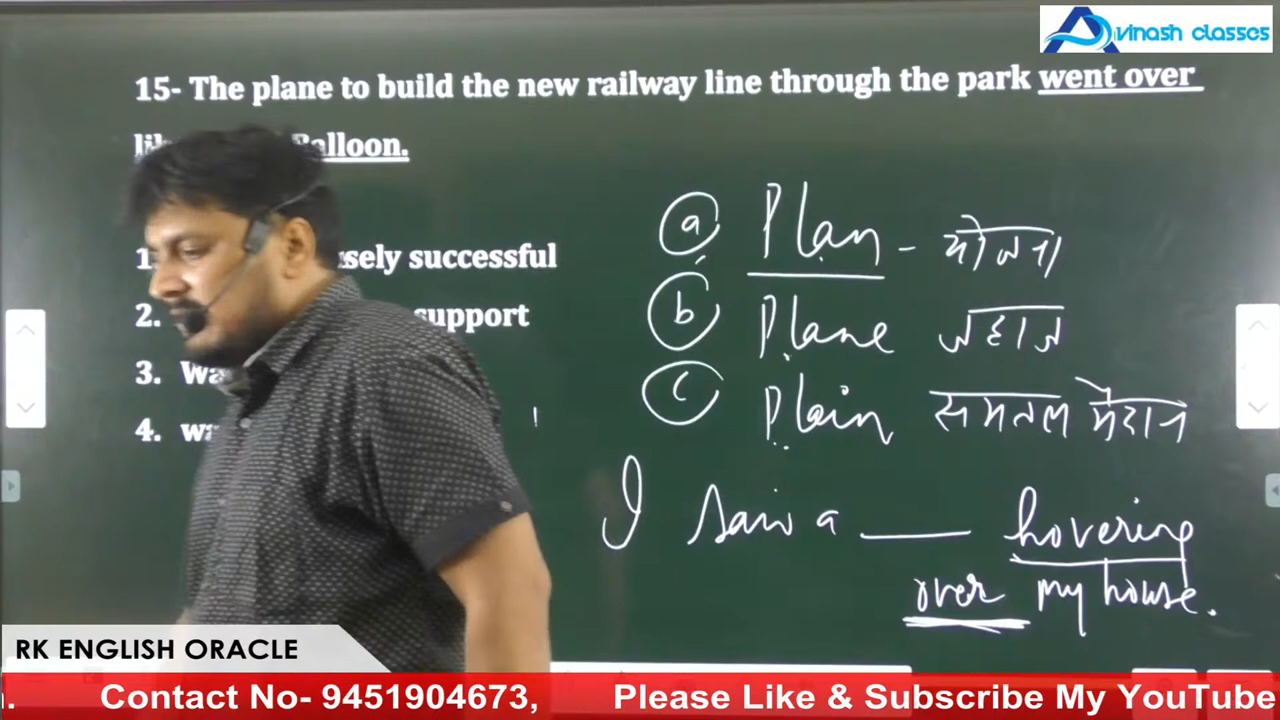 vinash classes
15- The plane to build the new railway line through the park went over
Balloon.
successful
2. support
3. Wa
4. wa
a Plan - योजना
b Plane जहाज
c Plain समतल मैदान
I saw a ____ hovering
over my house.
RK ENGLISH ORACLE
Contact No- 9451904673, Please Like & Subscribe My YouTube